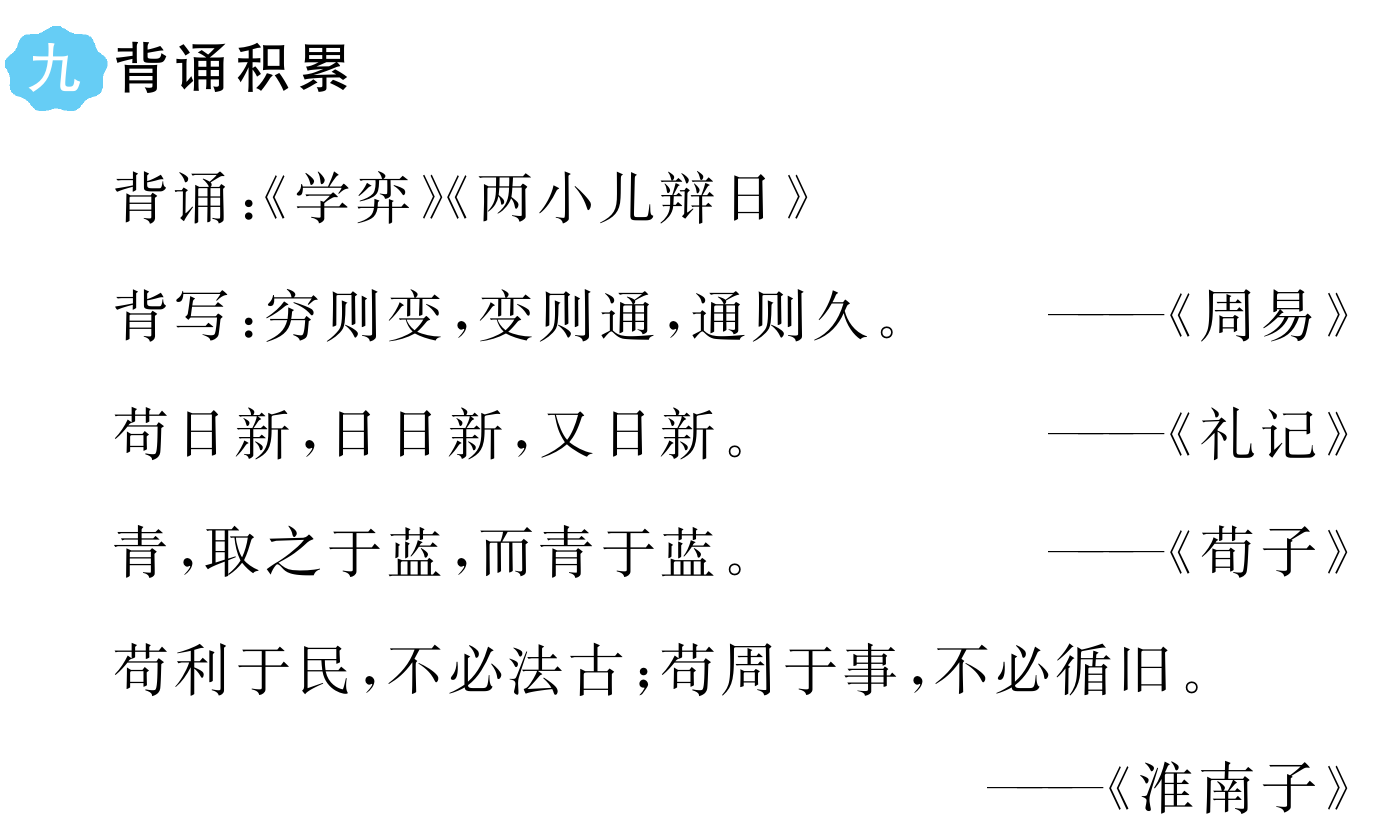 九 背诵积累
背诵:《学弈》《两小儿辩日》
背写:穷则变,变则通,通则久。 ——《周易》
苟日新,日日新,又日新。 ——《礼记》
青,取之于蓝,而青于蓝。 ——《荀子》
苟利于民,不必法古;苟周于事,不必循旧。
——《淮南子》